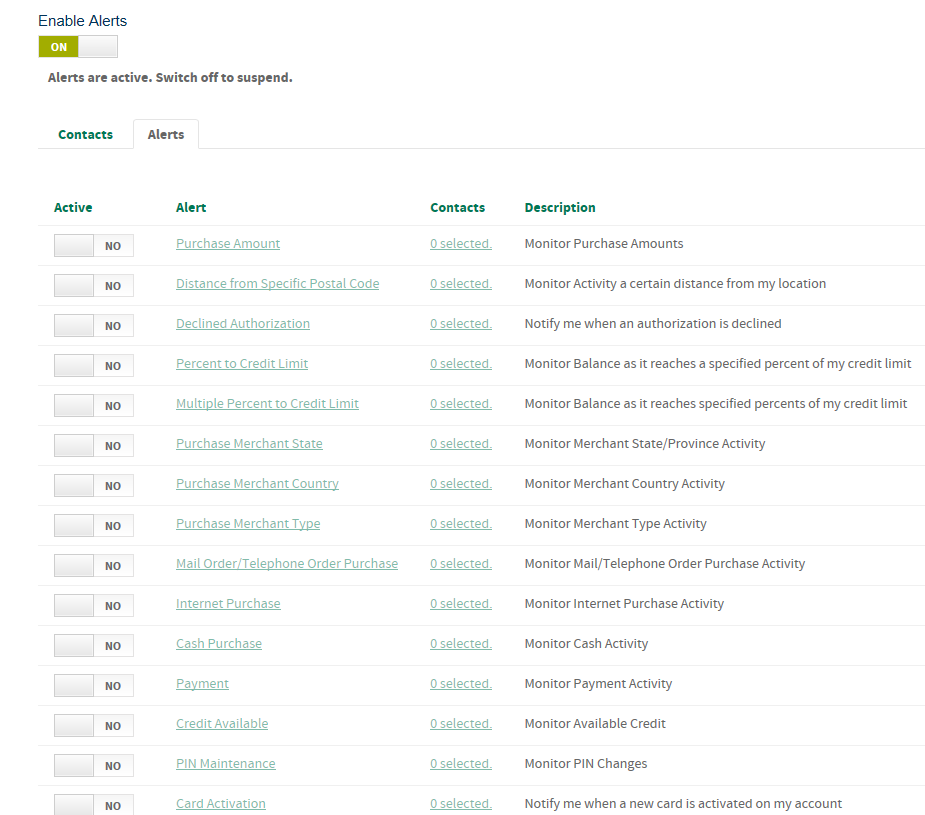 Enable Alerts
ON
Alerts are active. Switch off to suspend.
Contacts Alerts
Active Alert Contacts Description
NO Purchase Amount 0 selected. Monitor Purchase Amounts
NO Distance from Specific Postal Code 0 selected. Monitor Activity a certain distance from my location
NO Declined Authorization 0 selected. Notify me when an authorization is declined
NO Percent to Credit Limit 0 selected. Monitor Balance as it reaches a specified percent of my credit limit
NO Multiple Percent to Credit Limit 0 selected. Monitor Balance as it reaches specified percents of my credit limit
NO Purchase Merchant State 0 selected. Monitor Merchant State/Province Activity
NO Purchase Merchant Country 0 selected. Monitor Merchant Country Activity
NO Purchase Merchant Type 0 selected. Monitor Merchant Type Activity
NO Mail Order/Telephone Order Purchase 0 selected. Monitor Mail/Telephone Order Purchase Activity
NO Internet Purchase 0 selected. Monitor Internet Purchase Activity
NO Cash Purchase 0 selected. Monitor Cash Activity
NO Payment 0 selected. Monitor Payment Activity
NO Credit Available 0 selected. Monitor Available Credit
NO PIN Maintenance 0 selected. Monitor PIN Changes
NO Card Activation 0 selected. Notify me when a new card is activated on my account